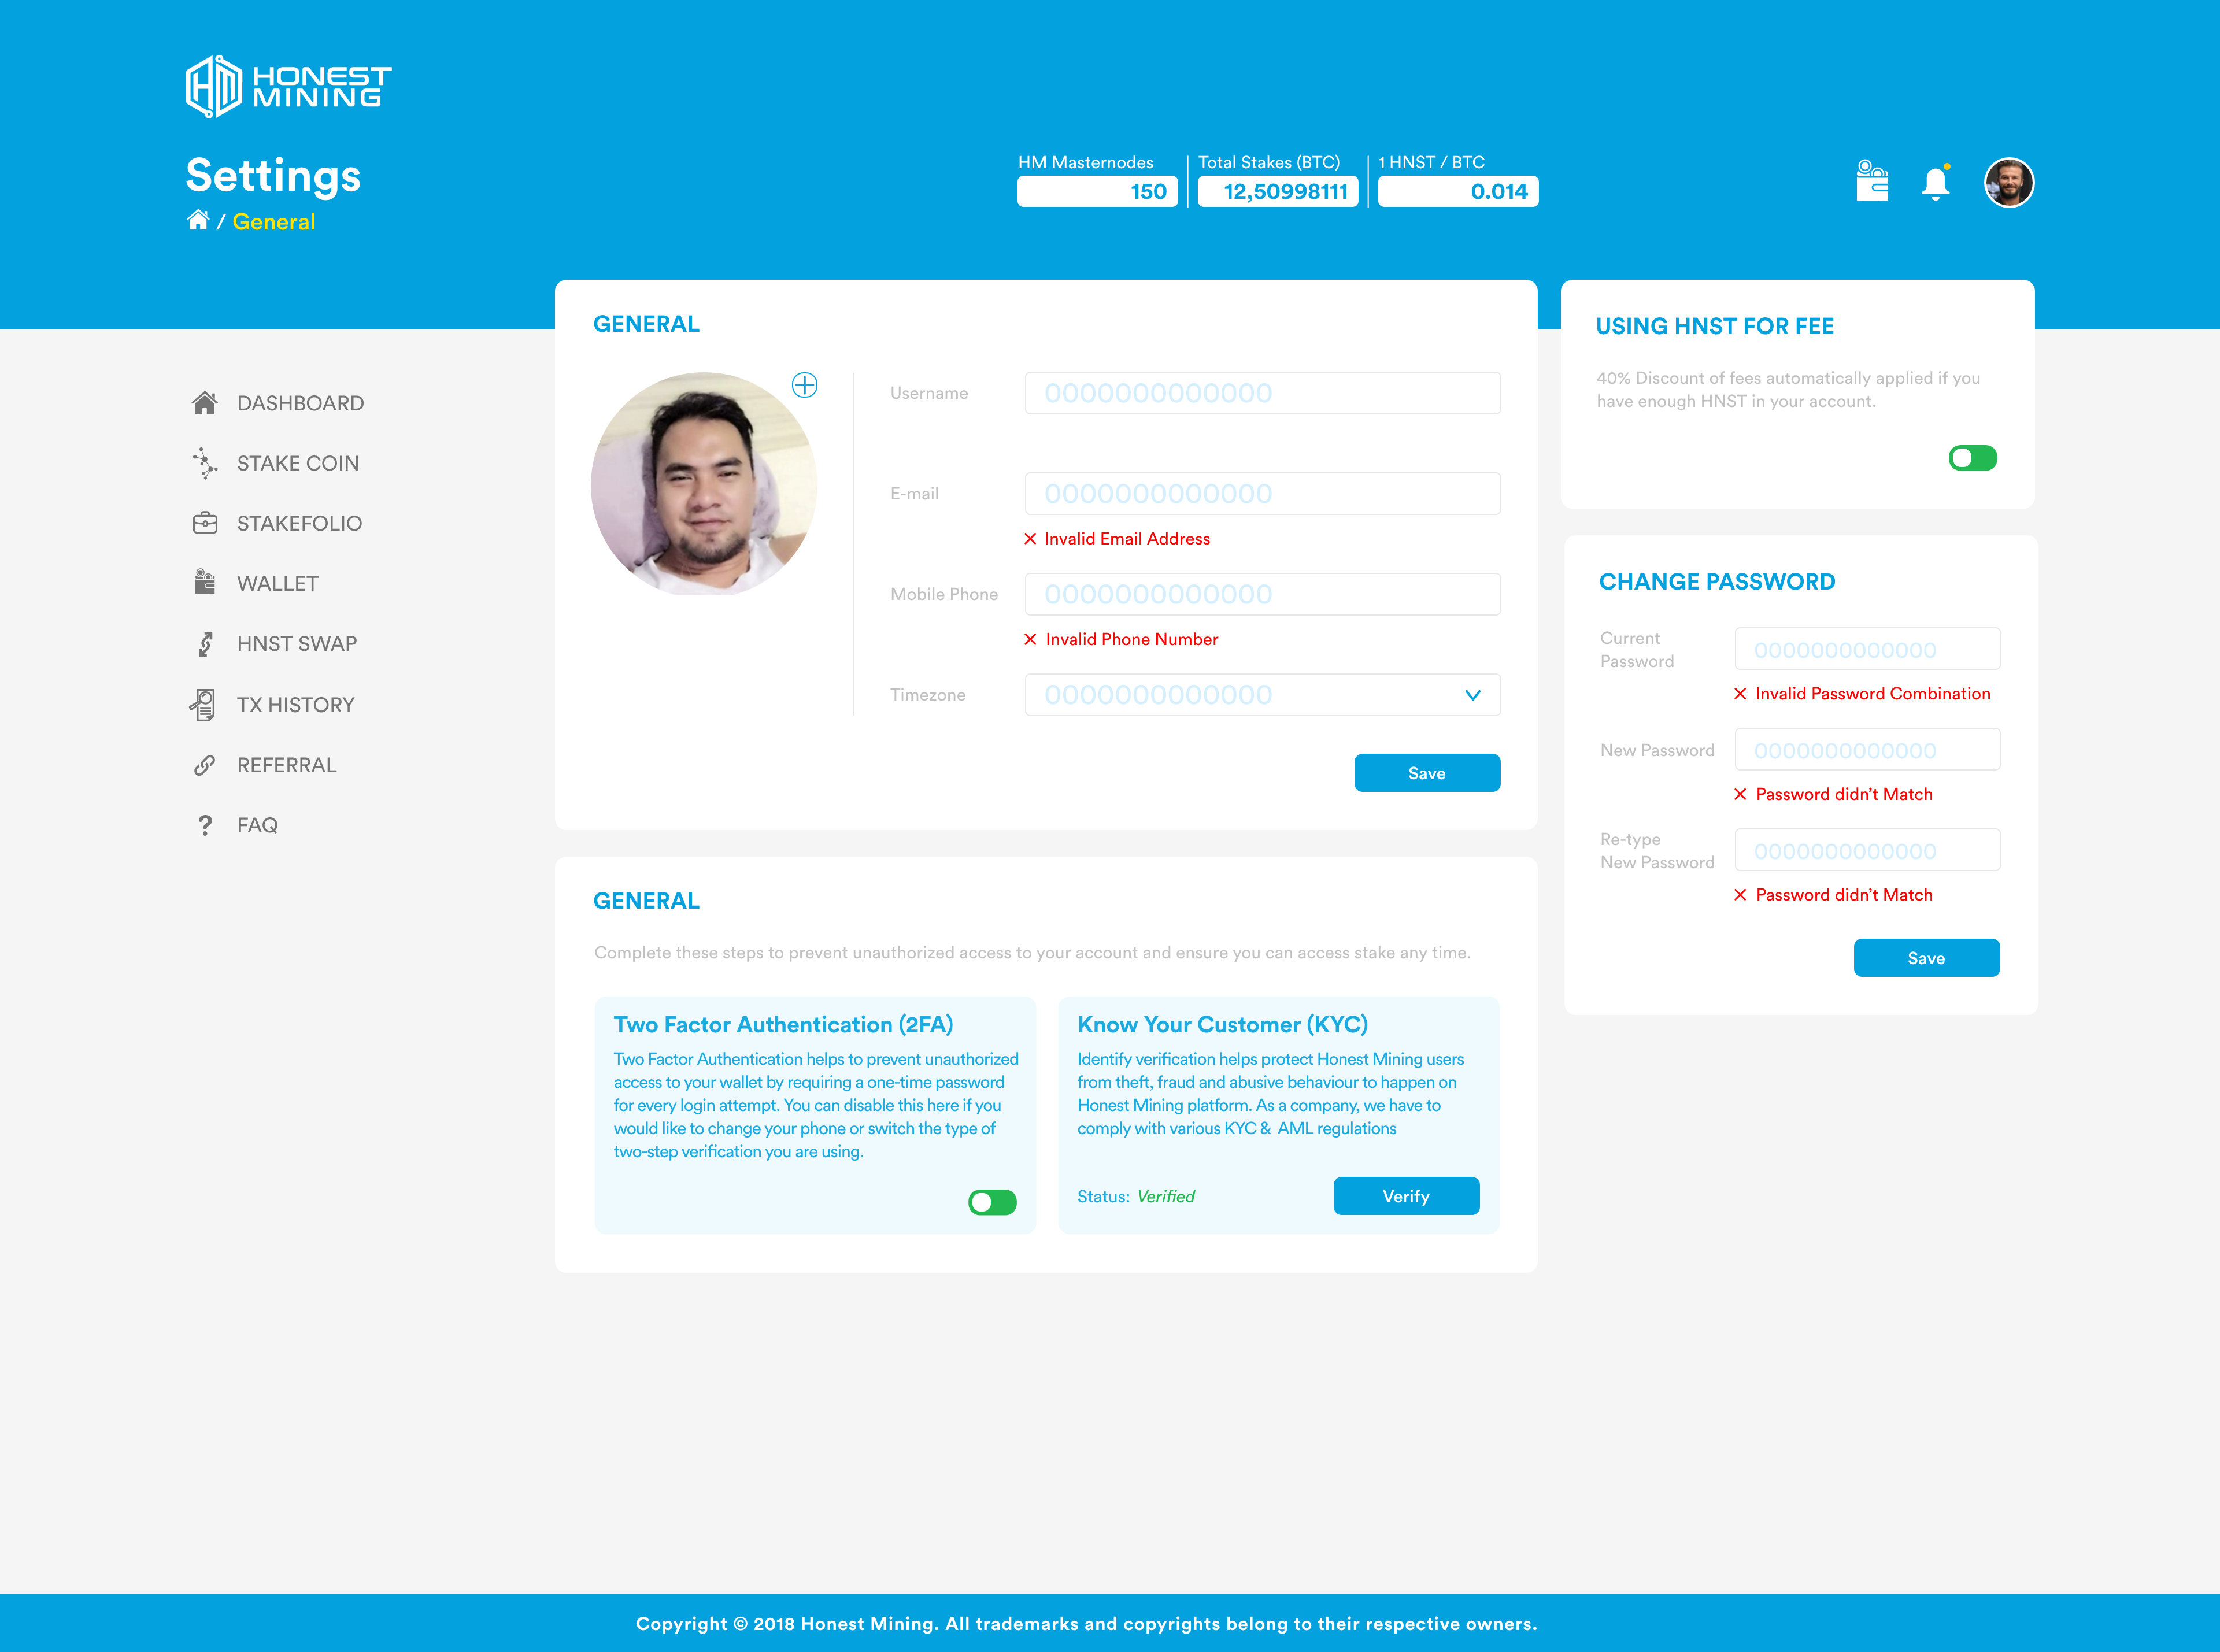 HONEST
MINING
Settings
/ General
HM Masternodes
150
Total Stakes (BTC)
12,50998111
1 HNST / BTC
0.014
DASHBOARD
STAKE COIN
STAKEFOLIO
WALLET
HNST SWAP
TX HISTORY
REFERRAL
? FAQ
GENERAL
Username
0000000000000
E-mail
0000000000000
Invalid Email Address
Mobile Phone
0000000000000
Invalid Phone Number
Timezone
0000000000000
Save
USING HNST FOR FEE
40% Discount of fees automatically applied if you
have enough HNST in your account.
CHANGE PASSWORD
Current
Password
0000000000000
Invalid Password Combination
New Password
0000000000000
Password didn't Match
Re-type
New Password
0000000000000
Password didn't Match
Save
GENERAL
Complete these steps to prevent unauthorized access to your account and ensure you can access stake any time.
Two Factor Authentication (2FA)
Two Factor Authentication helps to prevent unauthorized
access to your wallet by requiring a one-time password
for every login attempt. You can disable this here if you
would like to change your phone or switch the type of
two-step verification you are using.
Know Your Customer (KYC)
Identify verification helps protect Honest Mining users
from theft, fraud and abusive behaviour to happen on
Honest Mining platform. As a company, we have to
comply with various KYC & AML regulations
Status: Verified
Verify
Copyright © 2018 Honest Mining. All trademarks and copyrights belong to their respective owners.